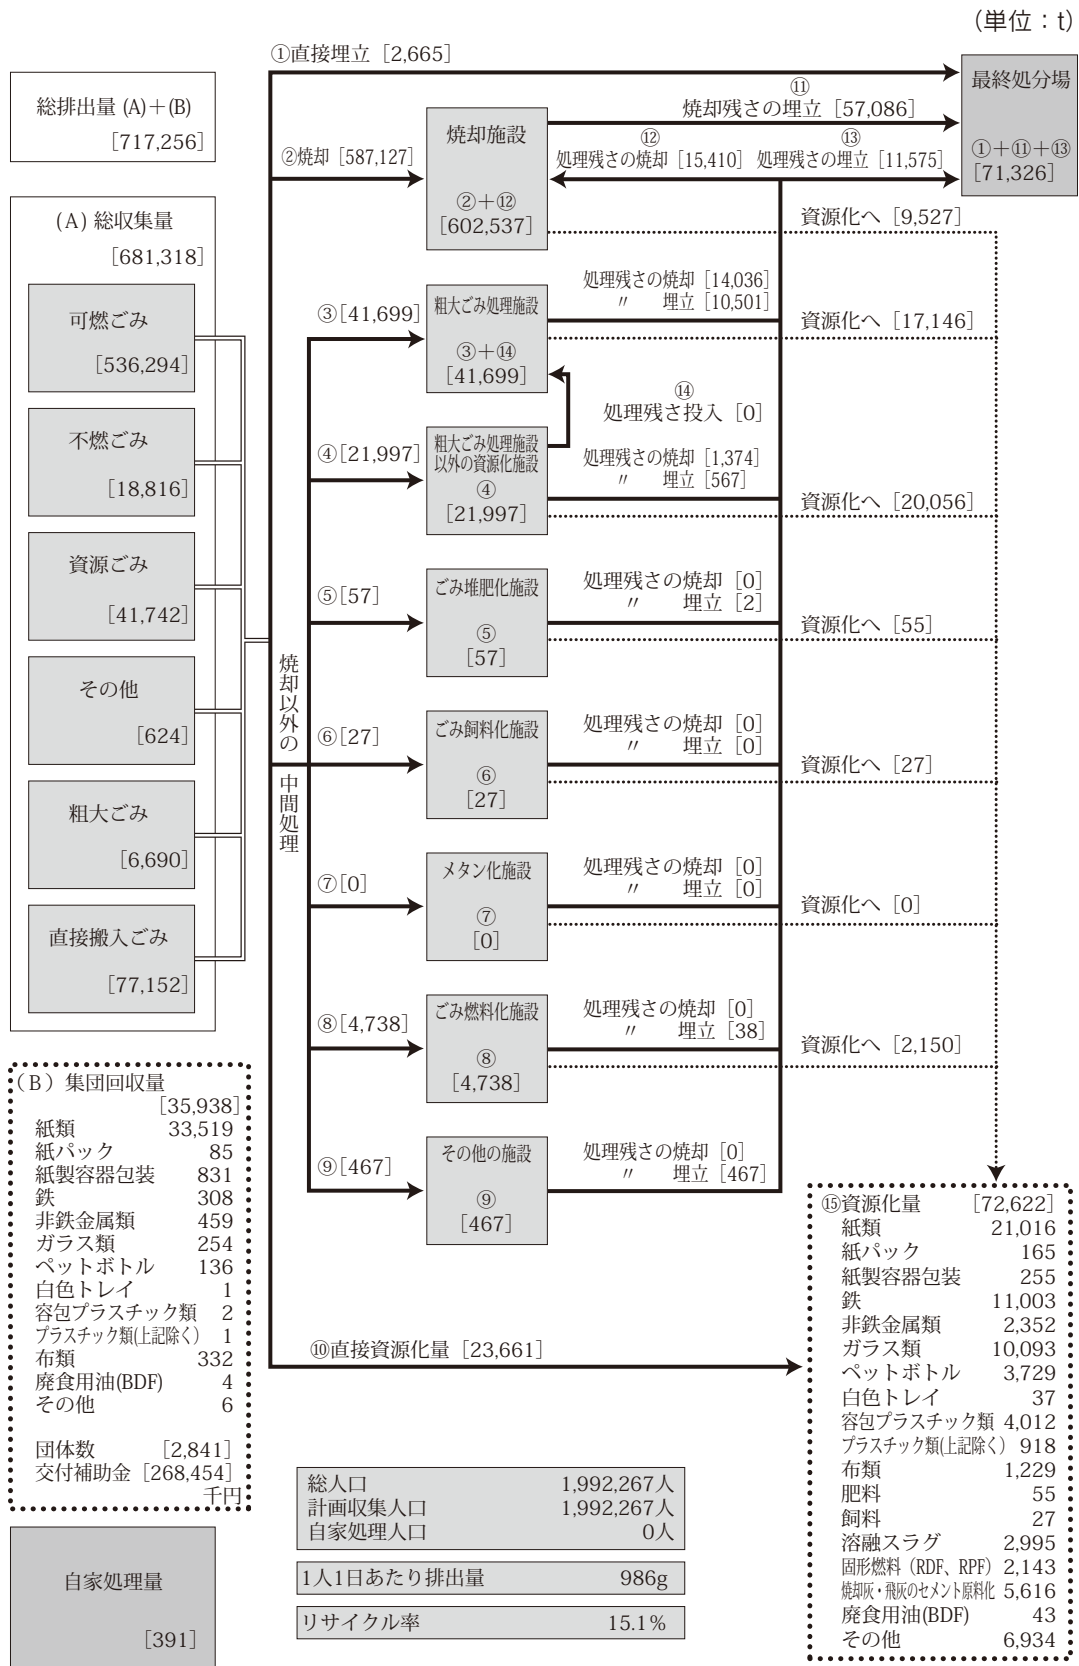 (単位：t)
①直接埋立 [2,665]
総排出量 (A)＋(B)
[717,256]
(A) 総収集量
[681,318]
可燃ごみ
[536,294]
不燃ごみ
[18,816]
資源ごみ
[41,742]
その他
[624]
粗大ごみ
[6,690]
直接搬入ごみ
[77,152]
(B) 集団回収量
[35,938]
紙類 33,519
紙パック 85
紙製容器包装 831
鉄 308
非鉄金属類 459
ガラス類 254
ペットボトル 136
白色トレイ 1
容包プラスチック類 2
プラスチック類(上記除く) 1
布類 332
廃食用油(BDF) 4
その他 6
団体数 [2,841]
交付補助金 [268,454]
千円
自家処理量
[391]
②焼却 [587,127]
焼却以外の
中間処理
③[41,699]
④[21,997]
⑤[57]
⑥[27]
⑦[0]
⑧[4,738]
⑨[467]
⑩直接資源化量 [23,661]
焼却施設
②＋⑫
[602,537]
粗大ごみ処理施設
③＋⑭
[41,699]
粗大ごみ処理施設
以外の資源化施設
④
[21,997]
ごみ堆肥化施設
⑤
[57]
ごみ飼料化施設
⑥
[27]
メタン化施設
⑦
[0]
ごみ燃料化施設
⑧
[4,738]
その他の施設
⑨
[467]
⑪
焼却残さの埋立 [57,086]
⑫
処理残さの焼却 [15,410]
⑬
処理残さの埋立 [11,575]
資源化へ [9,527]
処理残さの焼却 [14,036]
〃 埋立 [10,501]
資源化へ [17,146]
⑭
処理残さ投入 [0]
処理残さの焼却 [1,374]
〃 埋立 [567]
資源化へ [20,056]
処理残さの焼却 [0]
〃 埋立 [2]
資源化へ [55]
処理残さの焼却 [0]
〃 埋立 [0]
資源化へ [27]
処理残さの焼却 [0]
〃 埋立 [0]
資源化へ [0]
処理残さの焼却 [0]
〃 埋立 [38]
資源化へ [2,150]
処理残さの焼却 [0]
〃 埋立 [467]
最終処分場
①＋⑪＋⑬
[71,326]
⑮資源化量 [72,622]
紙類 21,016
紙パック 165
紙製容器包装 255
鉄 11,003
非鉄金属類 2,352
ガラス類 10,093
ペットボトル 3,729
白色トレイ 37
容包プラスチック類 4,012
プラスチック類(上記除く) 918
布類 1,229
肥料 55
飼料 27
溶融スラグ 2,995
固形燃料（RDF、RPF） 2,143
焼却灰・飛灰のセメント原料化 5,616
廃食用油(BDF) 43
その他 6,934
総人口 1,992,267人
計画収集人口 1,992,267人
自家処理人口 0人
1人1日あたり排出量 986g
リサイクル率 15.1％